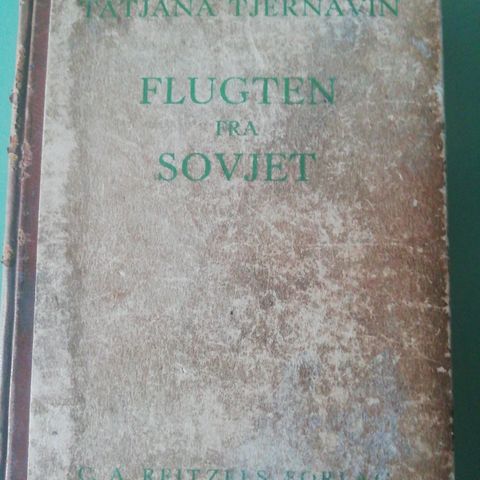 TATJANA TJERNAVIN
FLUGTEN
FRA
SOVJET
C. A. REITZELS FORLAG